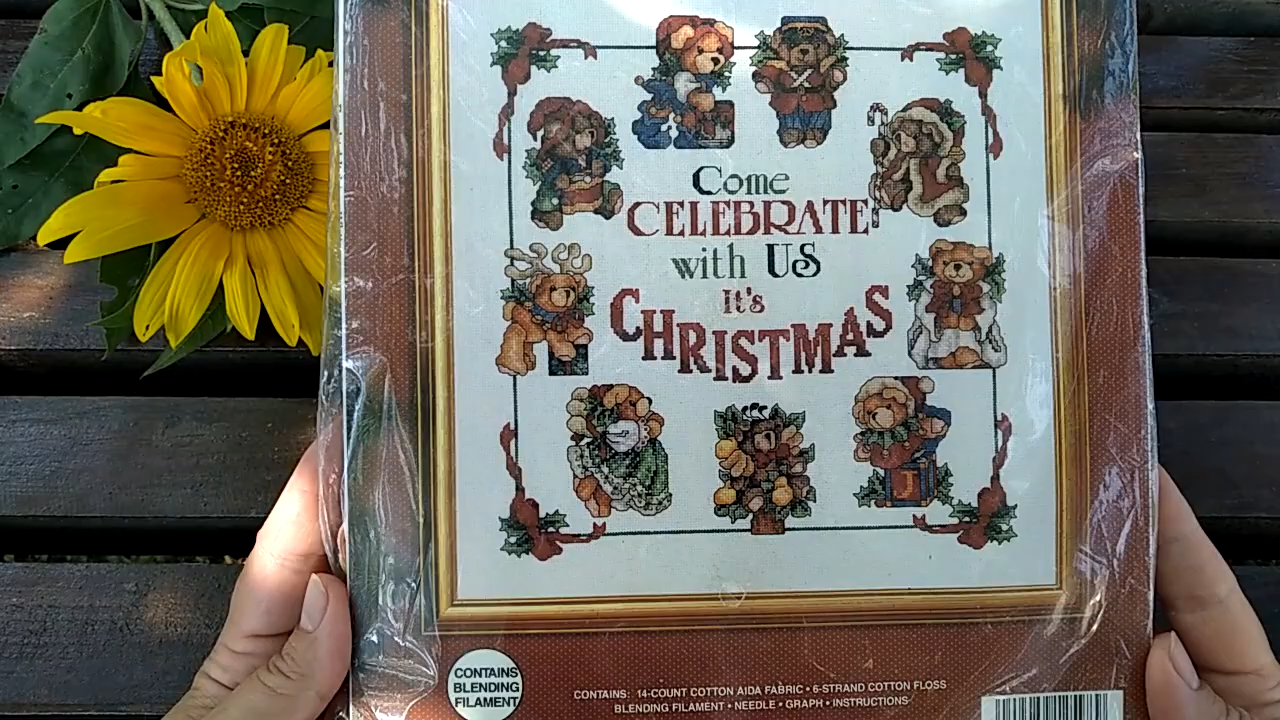 Come
CELEBRATE
with US
It's
CHRISTMAS
J
CONTAINS
BLENDING
FILAMENT
CONTAINS: 14-COUNT COTTON AIDA FABRIC • 6-STRAND COTTON FLOSS
BLENDING FILAMENT • NEEDLE • GRAPH • INSTRUCTIONS